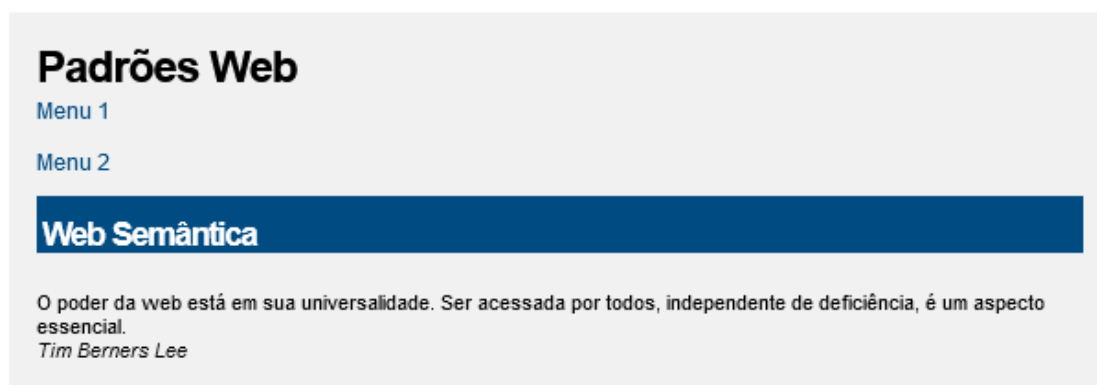 Padrões Web
Menu 1
Menu 2
Web Semântica
O poder da web está em sua universalidade. Ser acessada por todos, independente de deficiência, é um aspecto
essencial.
Tim Berners Lee